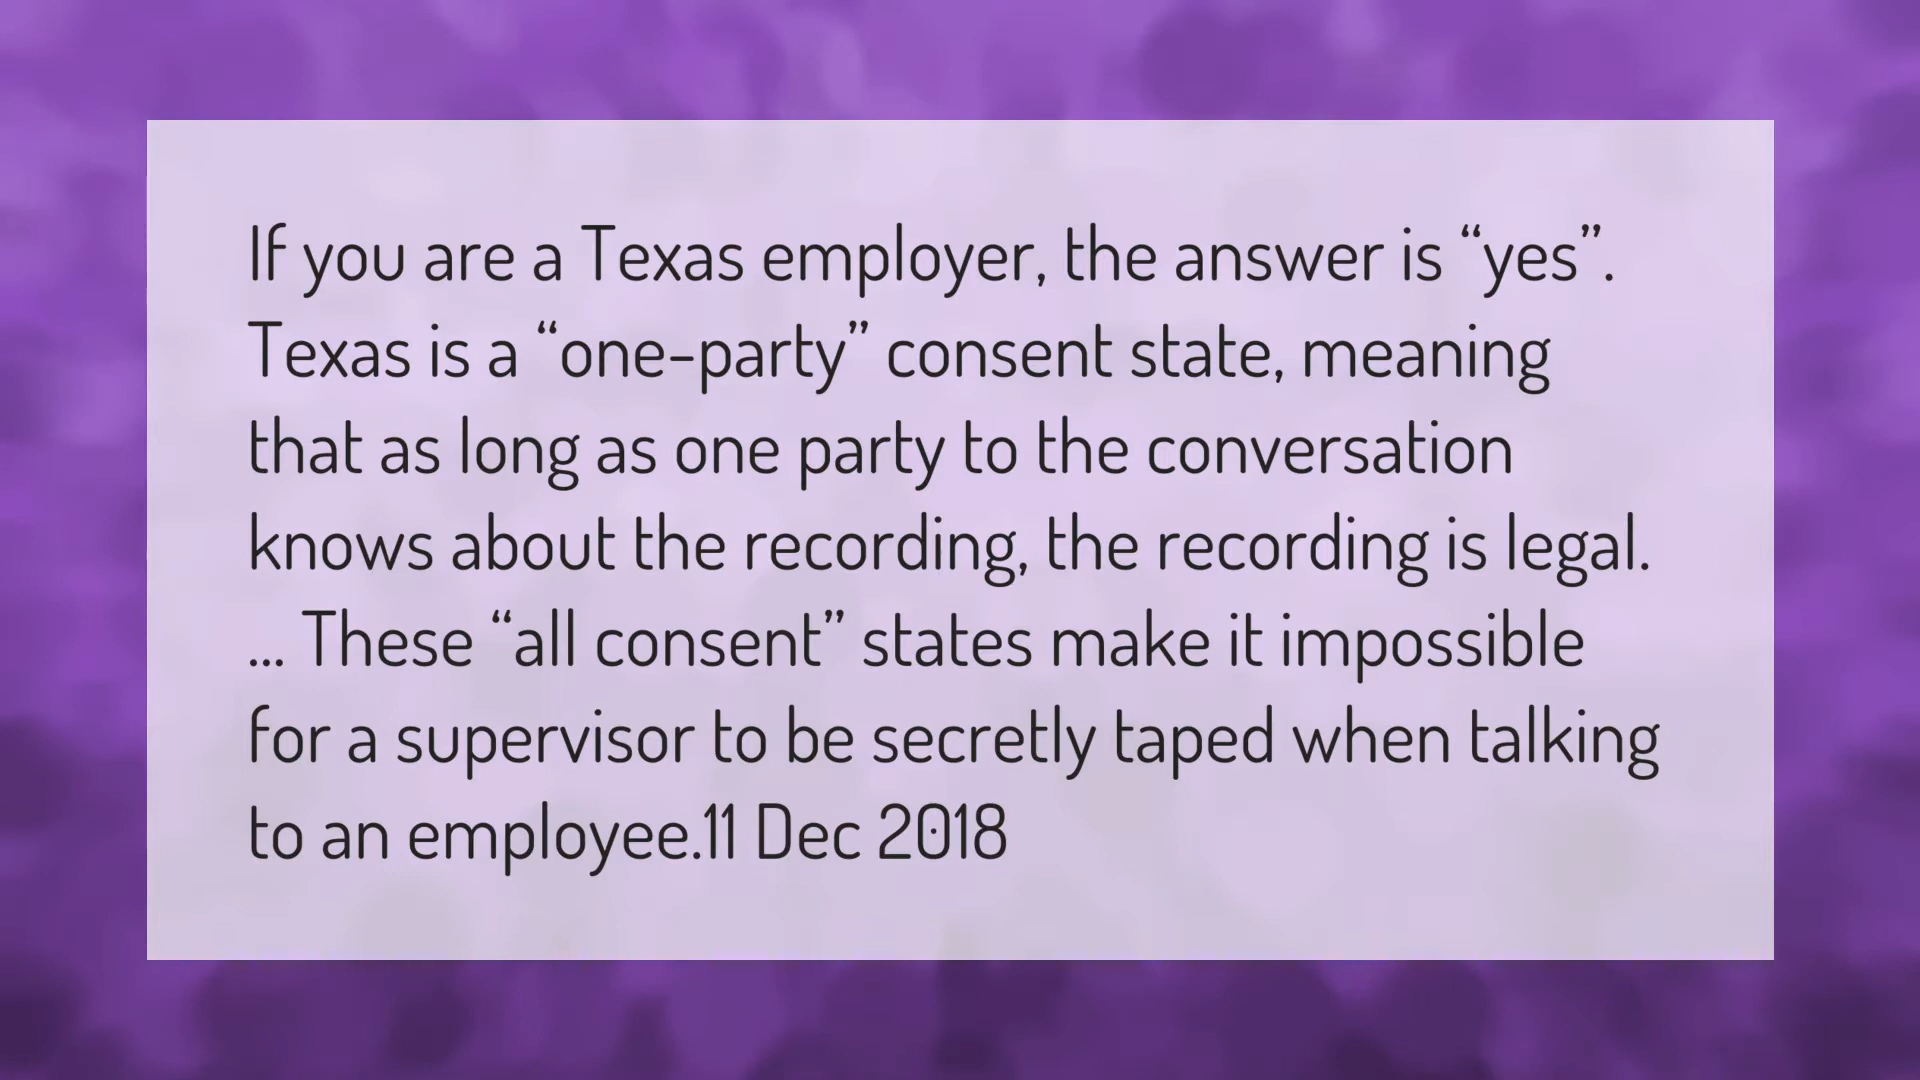 If you are a Texas employer, the answer is “yes”.
Texas is a “one-party” consent state, meaning
that as long as one party to the conversation
knows about the recording, the recording is legal.
... These “all consent” states make it impossible
for a supervisor to be secretly taped when talking
to an employee.11 Dec 2018